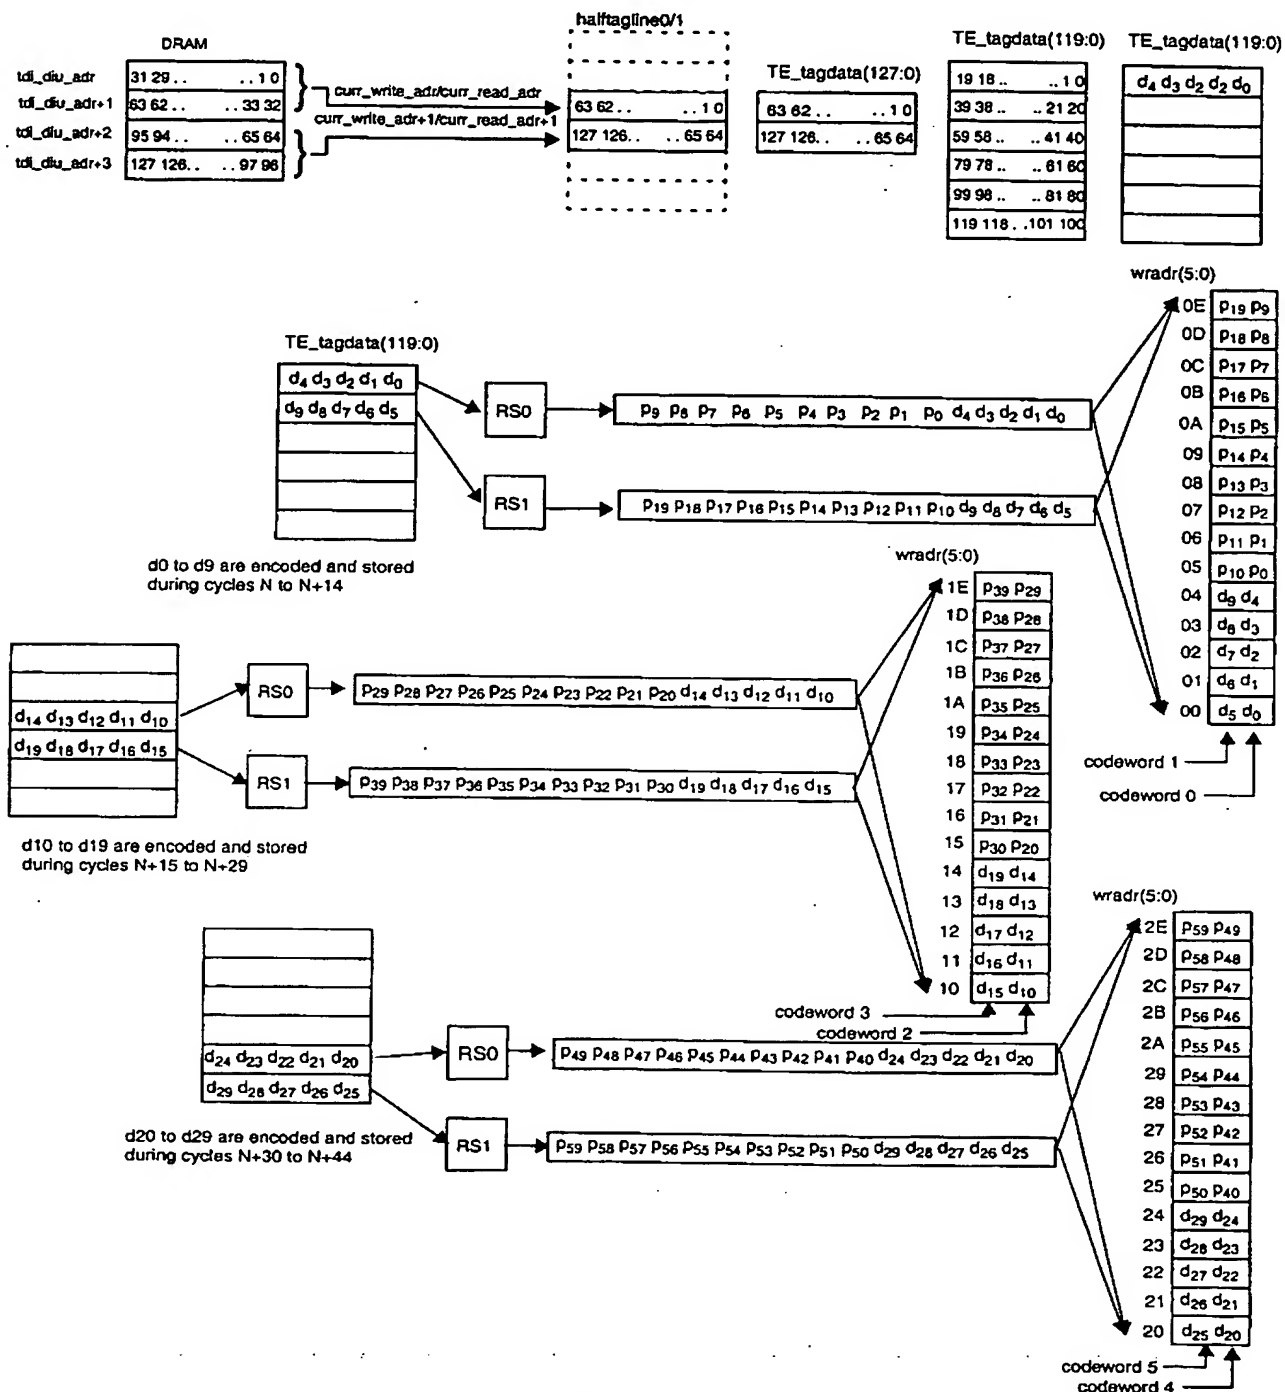 halftagline0/1
DRAM
TE_tagdata(119:0)
TE_tagdata(119:0)
TE_tagdata(127:0)
tdi_diu_adr
31 29 . . . . 1 0
tdi_diu_adr+1
63 62 . . . . 33 32
tdi_diu_adr+2
95 94 . . . . 65 64
tdi_diu_adr+3
127 126. . . . 97 96
curr_write_adr/curr_read_adr
curr_write_adr+1/curr_read_adr+1
63 62 . . . . 1 0
127 126. . . . 65 64
63 62 . . . . 1 0
127 126. . . . 65 64
19 18 . . . . 1 0
39 38 . . . . 21 20
59 58 . . . . 41 40
79 78 . . . . 61 60
99 98 . . . . 81 80
119 118 . . 101 100
d4 d3 d2 d2 d0
TE_tagdata(119:0)
d4 d3 d2 d1 d0
d9 d8 d7 d6 d5
RS0
p9 p8 p7 p6 p5 p4 p3 p2 p1 p0 d4 d3 d2 d1 d0
RS1
p19 p18 p17 p16 p15 p14 p13 p12 p11 p10 d9 d8 d7 d6 d5
d0 to d9 are encoded and stored
during cycles N to N+14
wradr(5:0)
0E p19 p9
0D p18 p8
0C p17 p7
0B p16 p6
0A p15 p5
09 p14 p4
08 p13 p3
07 p12 p2
06 p11 p1
05 p10 p0
04 d9 d4
03 d8 d3
02 d7 d2
01 d6 d1
00 d5 d0
codeword 1
codeword 0
d14 d13 d12 d11 d10
d19 d18 d17 d16 d15
RS0
p29 p28 p27 p26 p25 p24 p23 p22 p21 p20 d14 d13 d12 d11 d10
RS1
p39 p38 p37 p36 p35 p34 p33 p32 p31 p30 d19 d18 d17 d16 d15
d10 to d19 are encoded and stored
during cycles N+15 to N+29
wradr(5:0)
1E p39 p29
1D p38 p28
1C p37 p27
1B p36 p26
1A p35 p25
19 p34 p24
18 p33 p23
17 p32 p22
16 p31 p21
15 p30 p20
14 d19 d14
13 d18 d13
12 d17 d12
11 d16 d11
10 d15 d10
codeword 3
codeword 2
d24 d23 d22 d21 d20
d29 d28 d27 d26 d25
RS0
p49 p48 p47 p46 p45 p44 p43 p42 p41 p40 d24 d23 d22 d21 d20
RS1
p59 p58 p57 p56 p55 p54 p53 p52 p51 p50 d29 d28 d27 d26 d25
d20 to d29 are encoded and stored
during cycles N+30 to N+44
wradr(5:0)
2E p59 p49
2D p58 p48
2C p57 p47
2B p56 p46
2A p55 p45
29 p54 p44
28 p53 p43
27 p52 p42
26 p51 p41
25 p50 p40
24 d29 d24
23 d28 d23
22 d27 d22
21 d26 d21
20 d25 d20
codeword 5
codeword 4